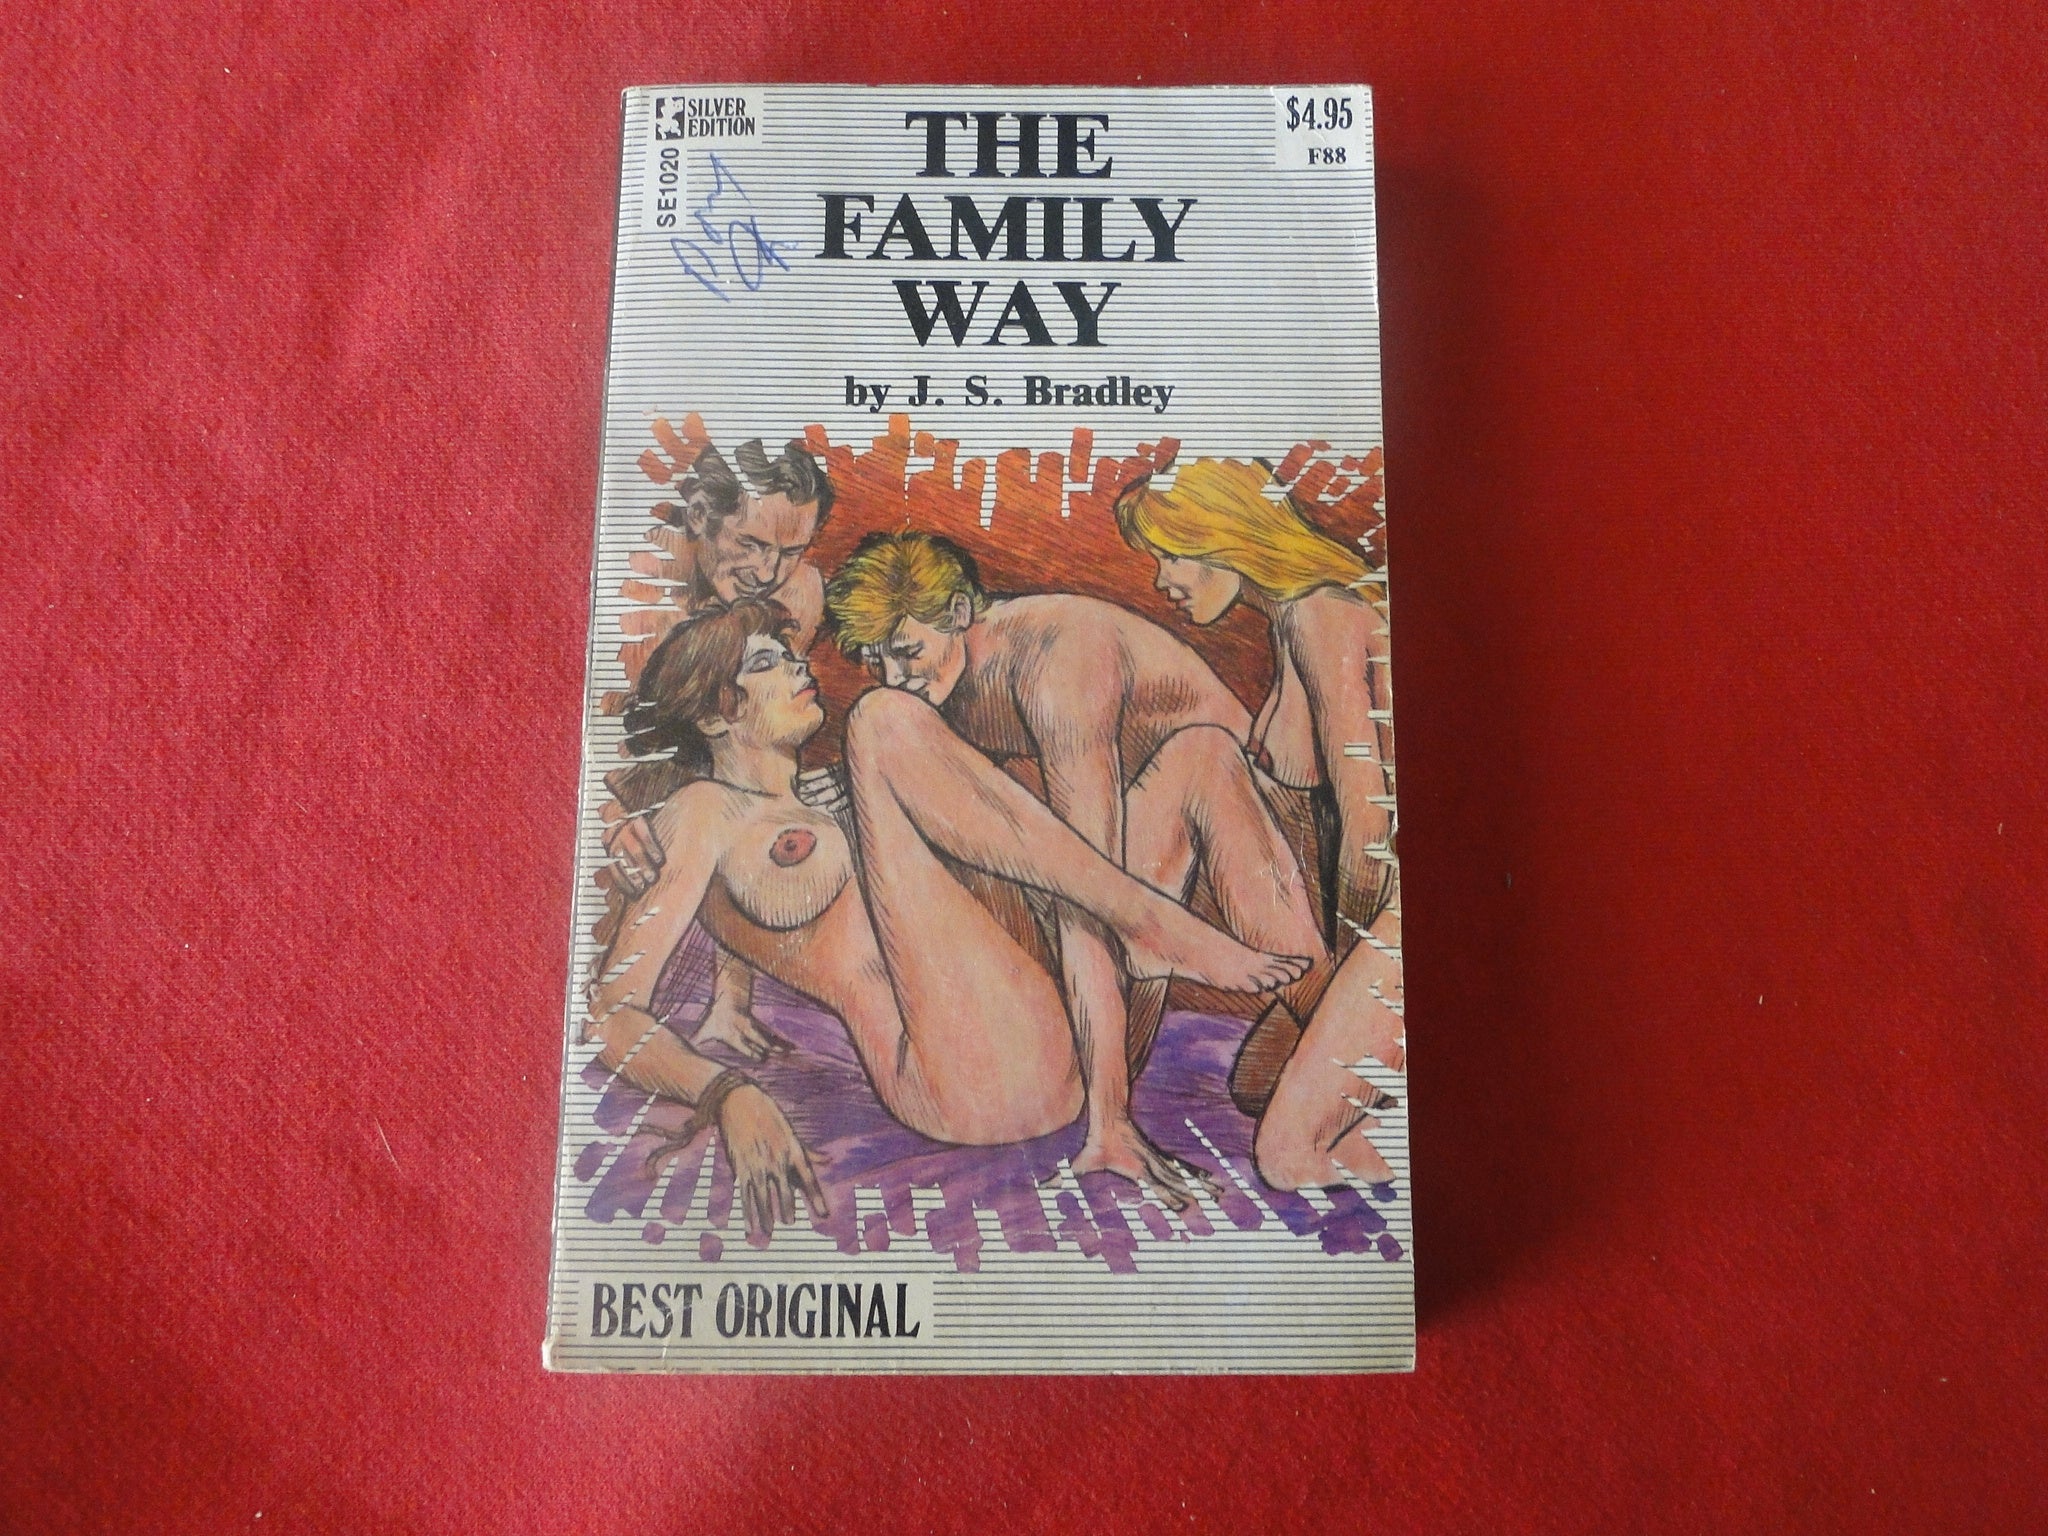 SILVER
EDITION
SE1020
$4.95
F88
THE
FAMILY
WAY
by J. S. Bradley
BEST ORIGINAL